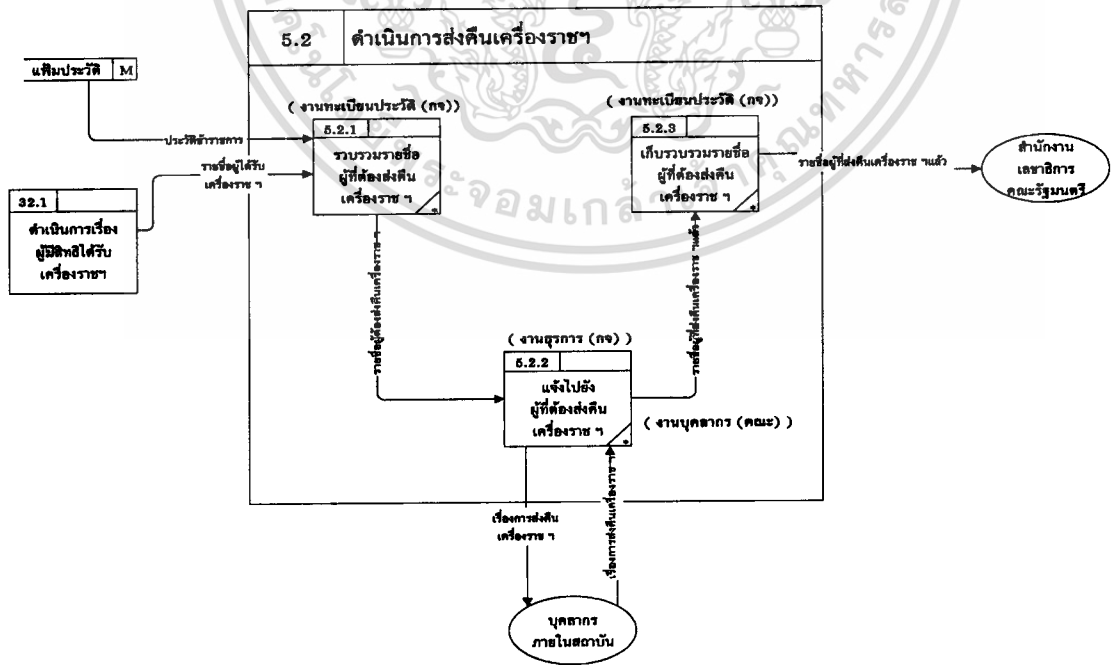 5.2 ดำเนินการส่งคืนเครื่องราชฯ
แฟ้มประวัติ M
( งานทะเบียนประวัติ (กจ))
5.2.1
รวบรวมรายชื่อ
ผู้ที่ต้องส่งคืน
เครื่องราช ฯ
*
( งานทะเบียนประวัติ (กจ))
5.2.3
เก็บรวบรวมรายชื่อ
ผู้ที่ต้องส่งคืน
เครื่องราช ฯ
*
ประวัติข้าราชการ
รายชื่อผู้ได้รับ
เครื่องราช ฯ
รายชื่อผู้ที่ส่งคืนเครื่องราช ฯแล้ว
สำนักงาน
เลขาธิการ
คณะรัฐมนตรี
32.1
ดำเนินการเรื่อง
ผู้มีสิทธิได้รับ
เครื่องราชฯ
รายชื่อผู้ต้องส่งคืนเครื่องราช ฯ
รายชื่อผู้ที่ส่งคืนเครื่องราช ฯแล้ว
( งานธุรการ (กจ) )
5.2.2
แจ้งไปยัง
ผู้ที่ต้องส่งคืน
เครื่องราช ฯ
*
( งานบุคลากร (คณะ) )
เรื่องการส่งคืน
เครื่องราช ฯ
เรื่องการส่งคืนเครื่องราช ฯ
บุคลากร
ภายในสถาบัน